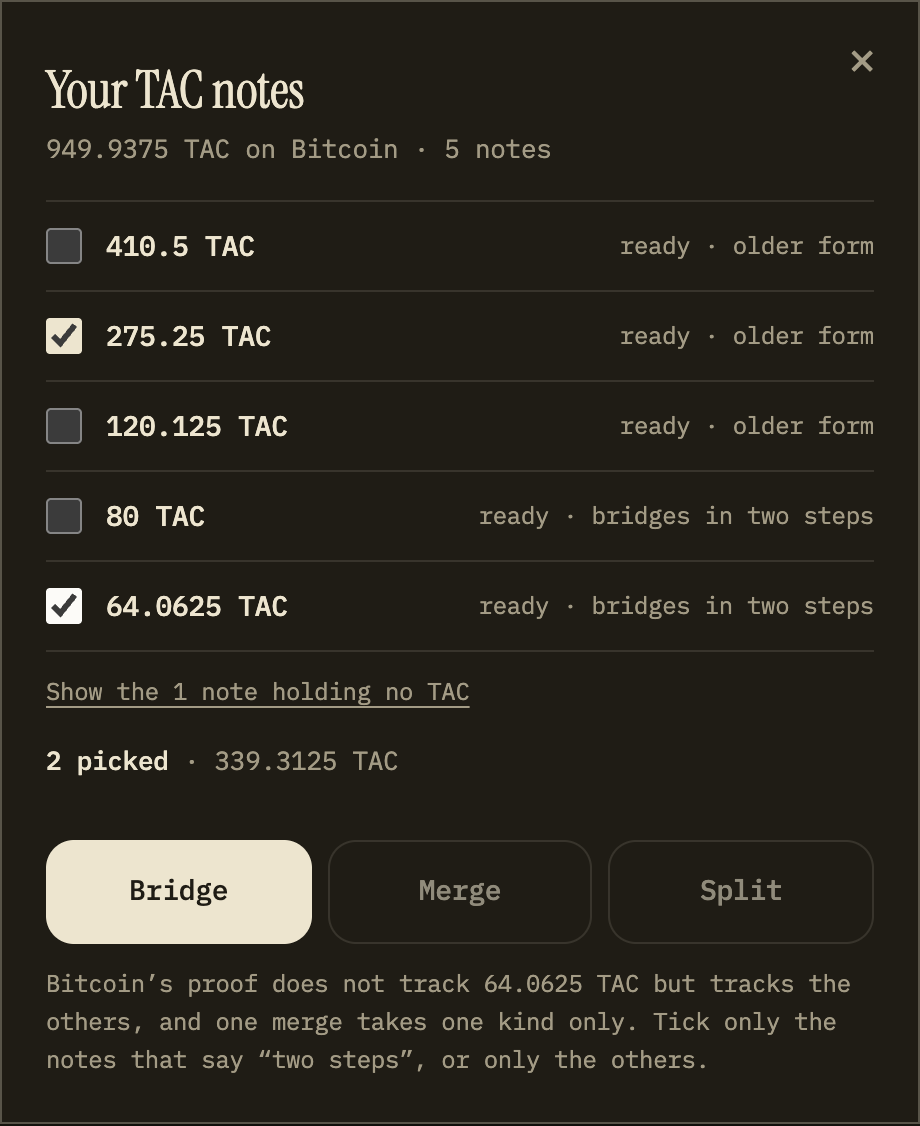 Your TAC notes
949.9375 TAC on Bitcoin · 5 notes
410.5 TAC ready · older form
275.25 TAC ready · older form
120.125 TAC ready · older form
80 TAC ready · bridges in two steps
64.0625 TAC ready · bridges in two steps
Show the 1 note holding no TAC
2 picked · 339.3125 TAC
Bridge Merge Split
Bitcoin’s proof does not track 64.0625 TAC but tracks the
others, and one merge takes one kind only. Tick only the
notes that say “two steps”, or only the others.